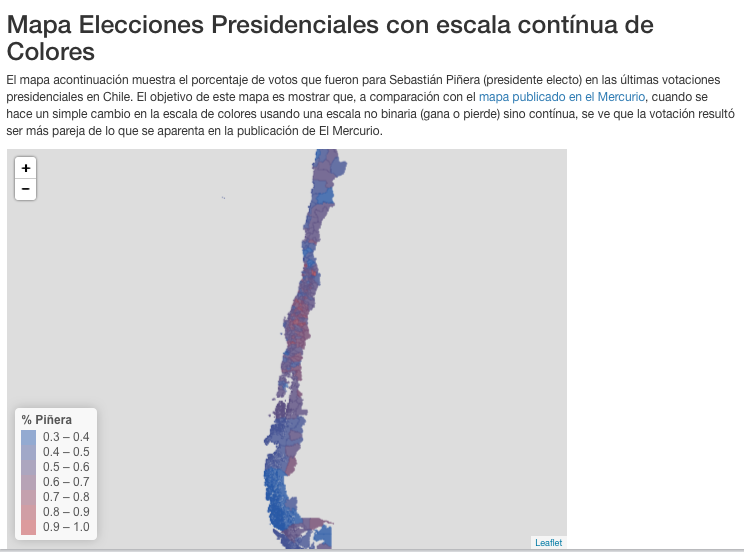 Mapa Elecciones Presidenciales con escala contínua de
Colores
El mapa acontinuación muestra el porcentaje de votos que fueron para Sebastián Piñera (presidente electo) en las últimas votaciones
presidenciales en Chile. El objetivo de este mapa es mostrar que, a comparación con el mapa publicado en el Mercurio, cuando se
hace un simple cambio en la escala de colores usando una escala no binaria (gana o pierde) sino contínua, se ve que la votación resultó
ser más pareja de lo que se aparenta en la publicación de El Mercurio.
+
−
% Piñera
0.3 – 0.4
0.4 – 0.5
0.5 – 0.6
0.6 – 0.7
0.7 – 0.8
0.8 – 0.9
0.9 – 1.0
Leaflet